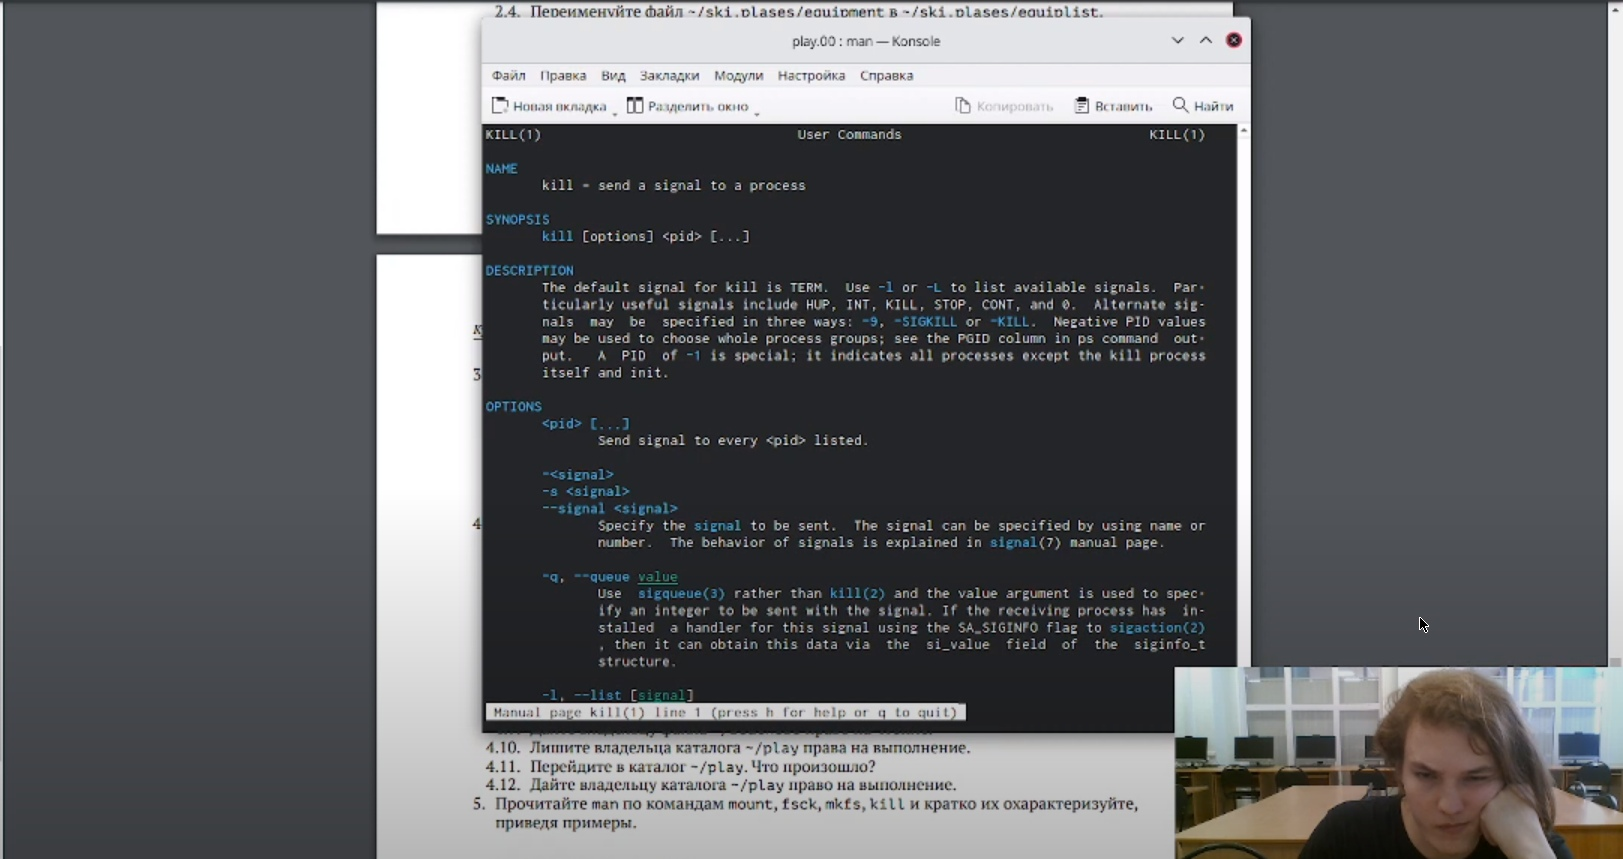 2.4. Переименуйте файл ~/ski.plases/equipment в ~/ski.plases/equiplist.
play.00 : man — Konsole
Файл Правка Вид Закладки Модули Настройка Справка
Новая вкладка Разделить окно Копировать Вставить Найти
KILL(1) User Commands KILL(1)
NAME
kill - send a signal to a process
SYNOPSIS
kill [options] <pid> [...]
DESCRIPTION
The default signal for kill is TERM. Use -l or -L to list available signals. Par-
ticularly useful signals include HUP, INT, KILL, STOP, CONT, and 0. Alternate sig-
nals may be specified in three ways: -9, -SIGKILL or -KILL. Negative PID values
may be used to choose whole process groups; see the PGID column in ps command out-
put. A PID of -1 is special; it indicates all processes except the kill process
itself and init.
OPTIONS
<pid> [...]
Send signal to every <pid> listed.
-<signal>
-s <signal>
--signal <signal>
Specify the signal to be sent. The signal can be specified by using name or
number. The behavior of signals is explained in signal(7) manual page.
-q, --queue value
Use sigqueue(3) rather than kill(2) and the value argument is used to spec-
ify an integer to be sent with the signal. If the receiving process has in-
stalled a handler for this signal using the SA_SIGINFO flag to sigaction(2)
, then it can obtain this data via the si_value field of the siginfo_t
structure.
-l, --list [signal]
Manual page kill(1) line 1 (press h for help or q to quit)
4.10. Лишите владельца каталога ~/play права на выполнение.
4.11. Перейдите в каталог ~/play. Что произошло?
4.12. Дайте владельцу каталога ~/play право на выполнение.
5. Прочитайте man по командам mount, fsck, mkfs, kill и кратко их охарактеризуйте,
приведя примеры.